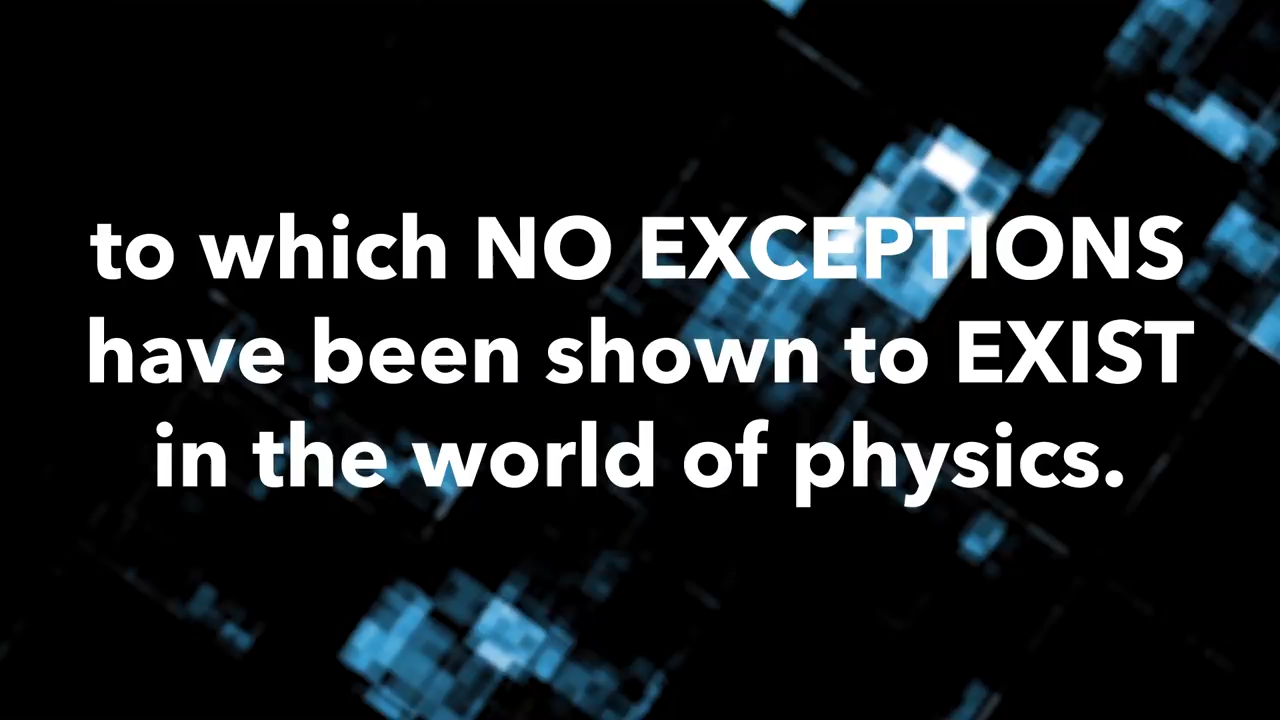 to which NO EXCEPTIONS
have been shown to EXIST
in the world of physics.